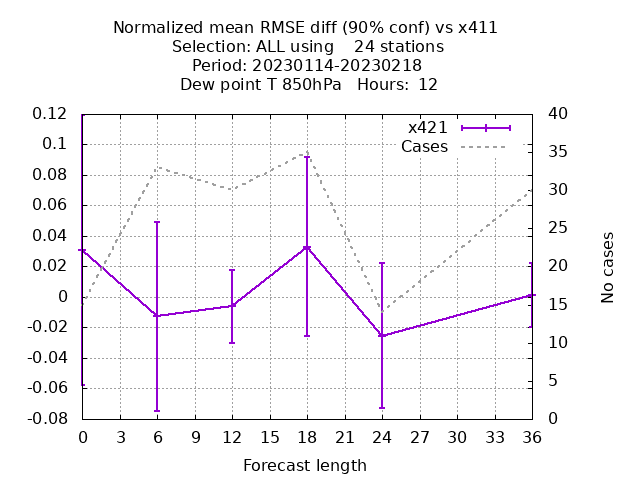 Normalized mean RMSE diff (90% conf) vs x411
Selection: ALL using    24 stations
Period: 20230114-20230218
Dew point T 850hPa   Hours:  12
x421
Cases
0.12
0.1
0.08
0.06
0.04
0.02
0
-0.02
-0.04
-0.06
-0.08
40
35
30
25
20
15
10
5
0
No cases
0 3 6 9 12 15 18 21 24 27 30 33 36
Forecast length